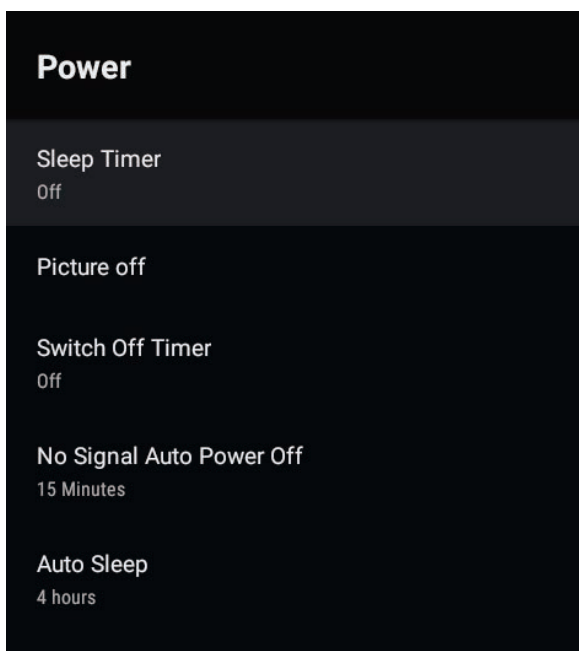 Power
Sleep Timer
Off
Picture off
Switch Off Timer
Off
No Signal Auto Power Off
15 Minutes
Auto Sleep
4 hours